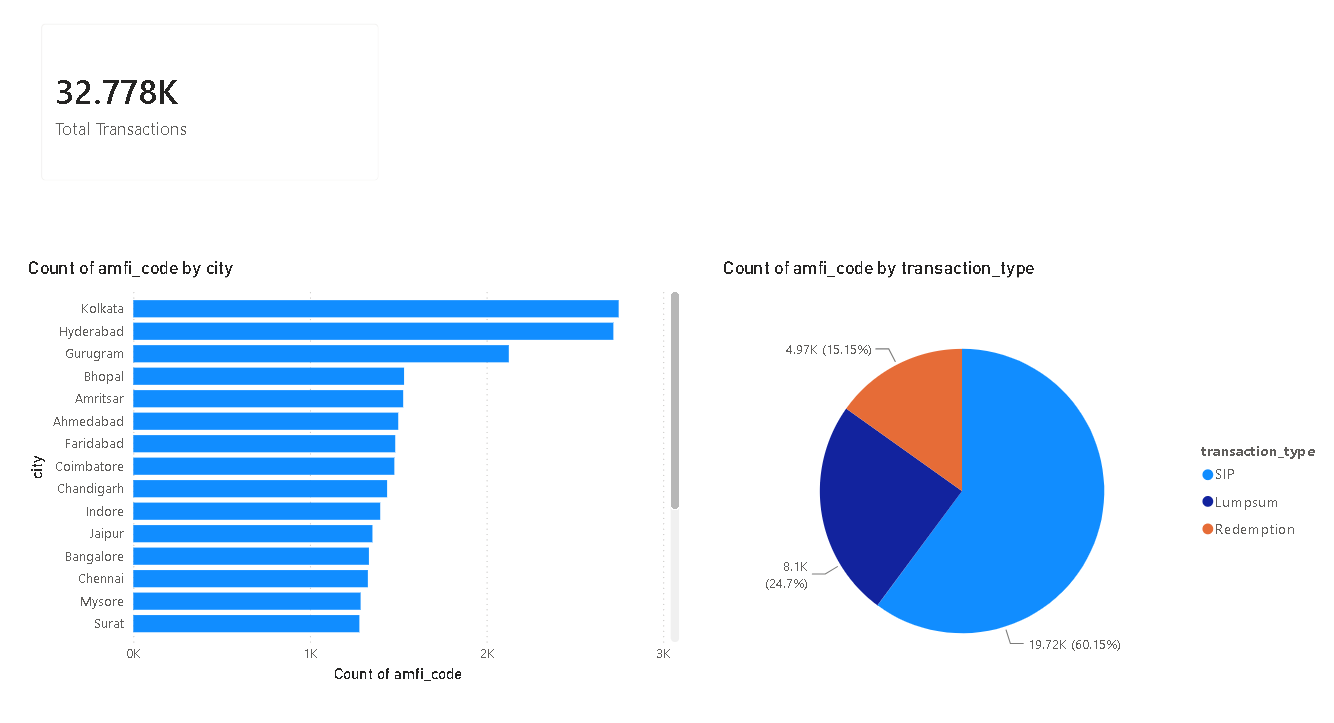 32.778K
Total Transactions
Count of amfi_code by city
Kolkata
Hyderabad
Gurugram
Bhopal
Amritsar
Ahmedabad
Faridabad
Coimbatore
Chandigarh
Indore
Jaipur
Bangalore
Chennai
Mysore
Surat
city
0K 1K 2K 3K
Count of amfi_code
Count of amfi_code by transaction_type
4.97K (15.15%)
8.1K
(24.7%)
19.72K (60.15%)
transaction_type
SIP
Lumpsum
Redemption